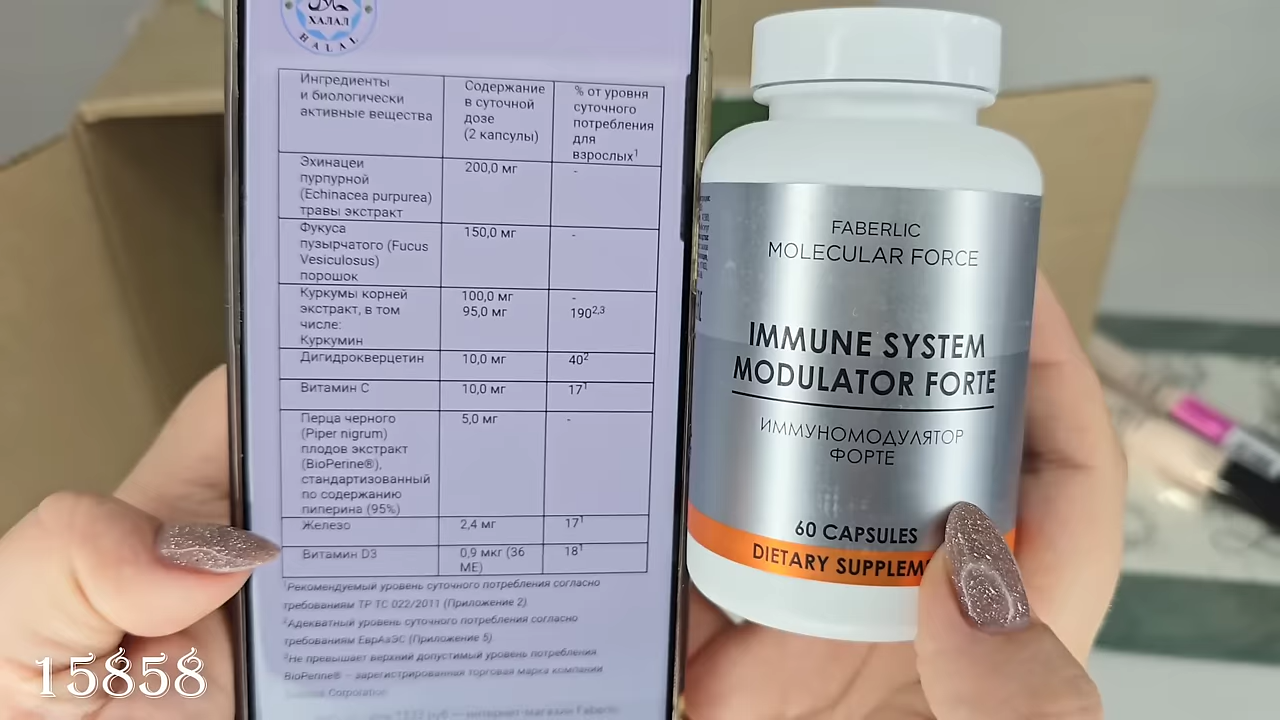 ХАЛАЛ
HALAL
Ингредиенты
и биологически
активные вещества
Содержание
в суточной
дозе
(2 капсулы)
% от уровня
суточного
потребления
для
взрослых¹
Эхинацеи
пурпурной
(Echinacea purpurea)
травы экстракт
200,0 мг
-
Фукуса
пузырчатого (Fucus
Vesiculosus)
порошок
150,0 мг
-
Куркумы корней
экстракт, в том
числе:
Куркумин
100,0 мг
95,0 мг
-
190²,³
Дигидрокверцетин
10,0 мг
40²
Витамин С
10,0 мг
17¹
Перца черного
(Piper nigrum)
плодов экстракт
(BioPerine®),
стандартизованный
по содержанию
пиперина (95%)
5,0 мг
-
Железо
2,4 мг
17¹
Витамин D3
0,9 мкг (36
МЕ)
18¹
¹Рекомендуемый уровень суточного потребления согласно
требованиям ТР ТС 022/2011 (Приложение 2)
²Адекватный уровень суточного потребления согласно
требованиям ЕврАзЭС (Приложение 5)
³Не превышает верхний допустимый уровень потребления
BioPerine® – зарегистрированная торговая марка компании
Corporation
FABERLIC
MOLECULAR FORCE
IMMUNE SYSTEM
MODULATOR FORTE
ИММУНОМОДУЛЯТОР
ФОРТЕ
60 CAPSULES
DIETARY SUPPLEM
15858